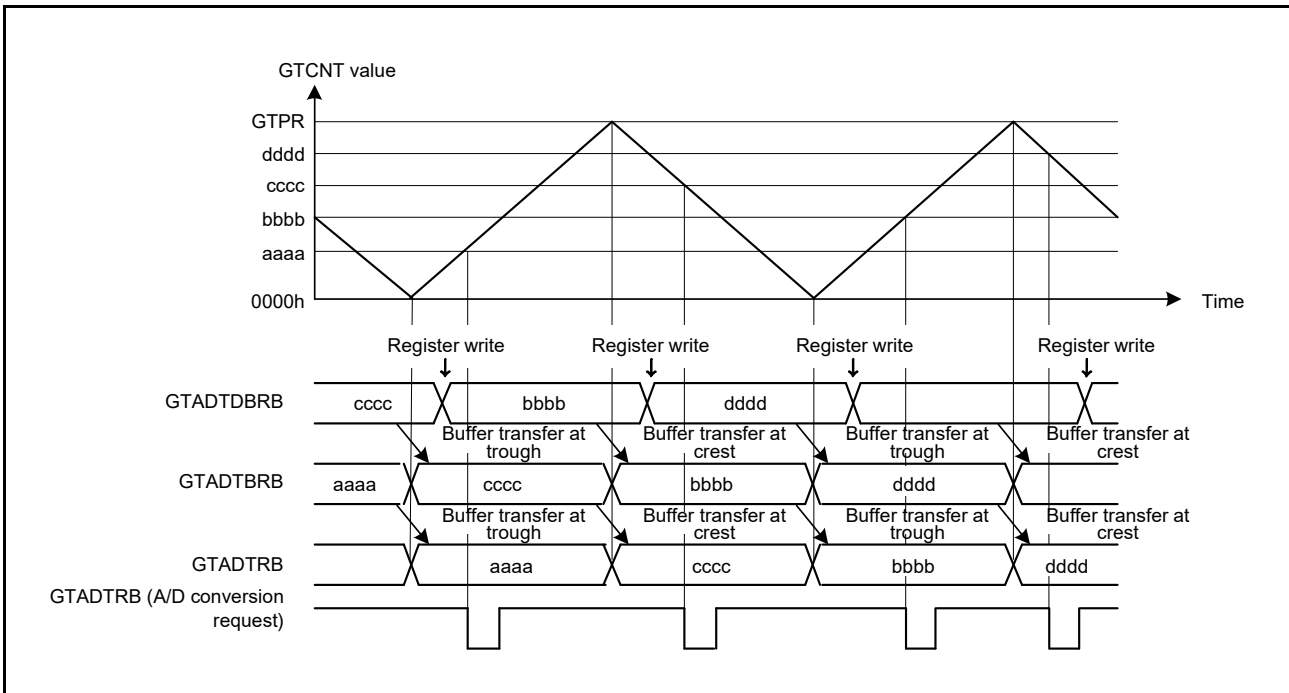 GTCNT value
GTPR
dddd
cccc
bbbb
aaaa
0000h
Time
Register write Register write Register write Register write
GTADTDBRB cccc bbbb dddd
Buffer transfer at trough
Buffer transfer at crest
Buffer transfer at trough
Buffer transfer at crest
GTADTBRB aaaa cccc bbbb dddd
Buffer transfer at trough
Buffer transfer at crest
Buffer transfer at trough
Buffer transfer at crest
GTADTRB aaaa cccc bbbb dddd
GTADTRB (A/D conversion
request)